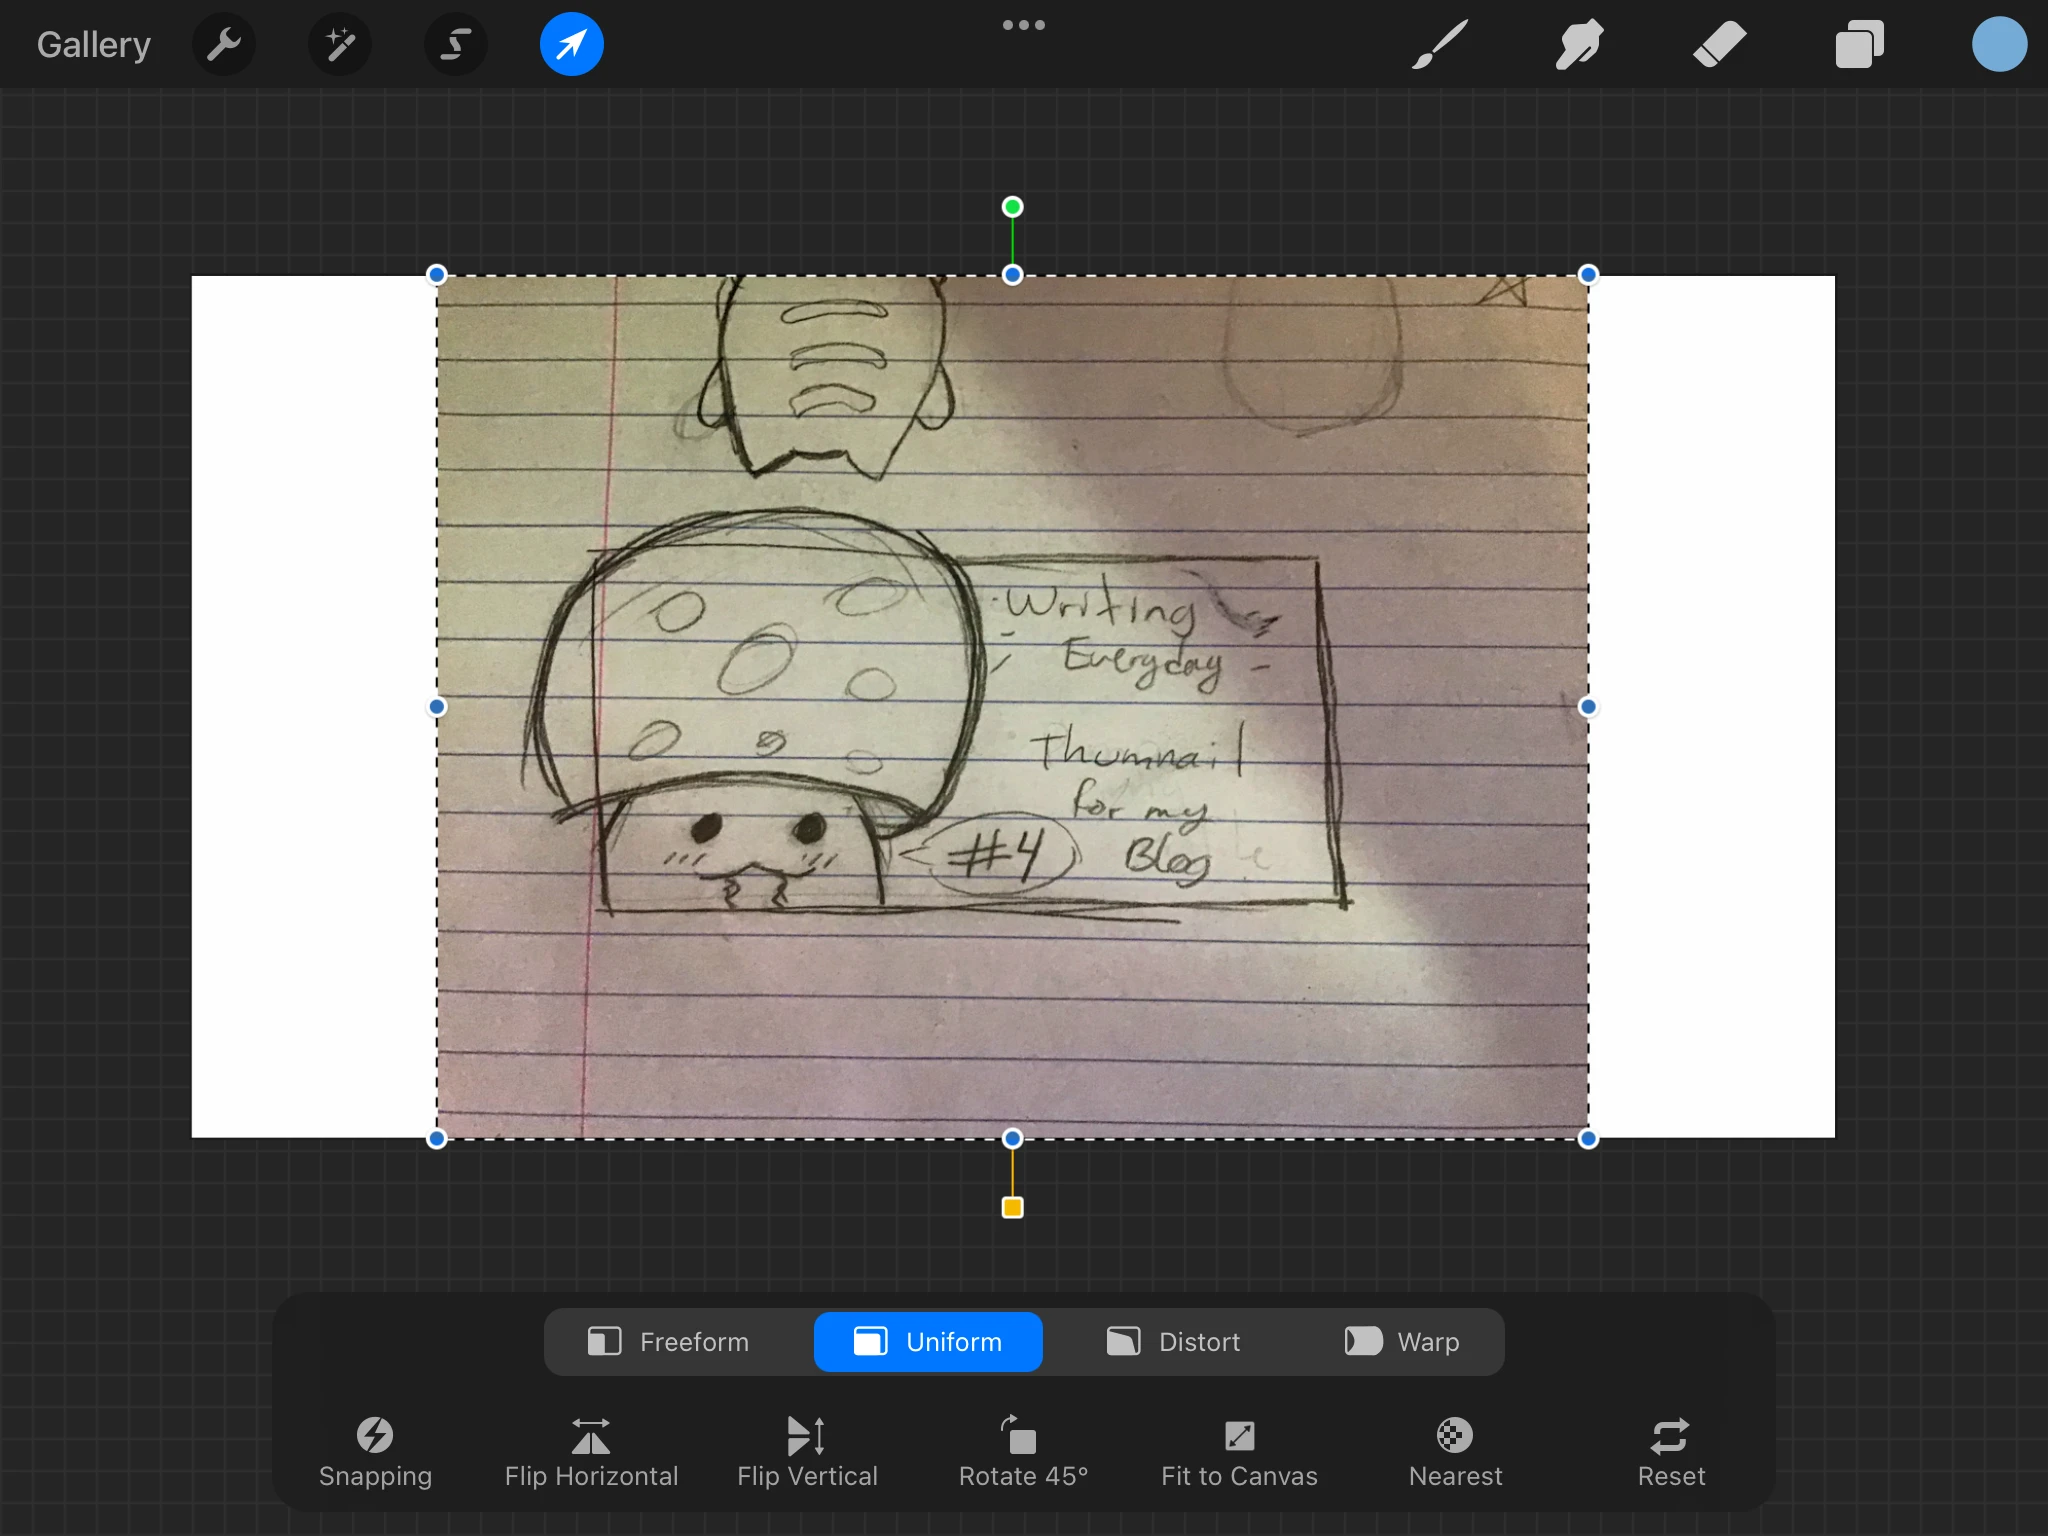 Gallery
Writing
Everyday
Thumnail
for my
#4 Blog
Freeform Uniform Distort Warp
Snapping Flip Horizontal Flip Vertical Rotate 45° Fit to Canvas Nearest Reset